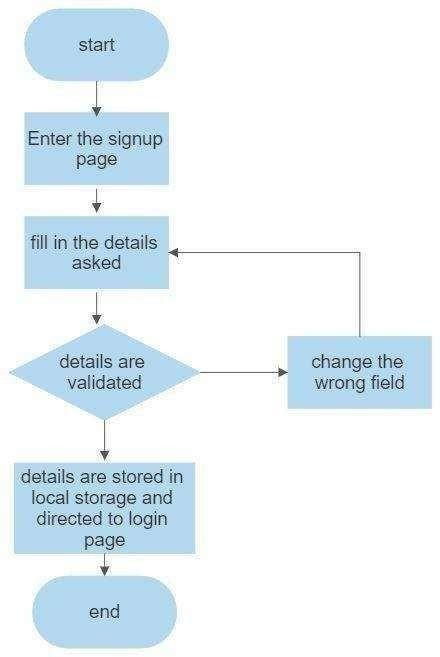 start
Enter the signup
page
fill in the details
asked
details are
validated
change the
wrong field
details are stored in
local storage and
directed to login
page
end